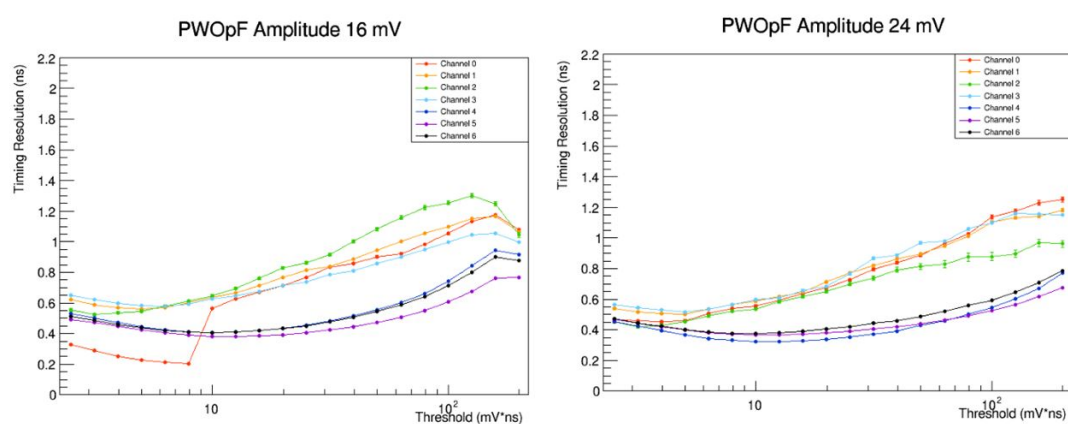 PWOpF Amplitude 16 mV
Timing Resolution (ns)
2.2
2
1.8
1.6
1.4
1.2
1
0.8
0.6
0.4
0.2
0
Channel 0
Channel 1
Channel 2
Channel 3
Channel 4
Channel 5
Channel 6
10
10²
Threshold (mV*ns)
PWOpF Amplitude 24 mV
Timing Resolution (ns)
2.2
2
1.8
1.6
1.4
1.2
1
0.8
0.6
0.4
0.2
0
Channel 0
Channel 1
Channel 2
Channel 3
Channel 4
Channel 5
Channel 6
10
10²
Threshold (mV*ns)